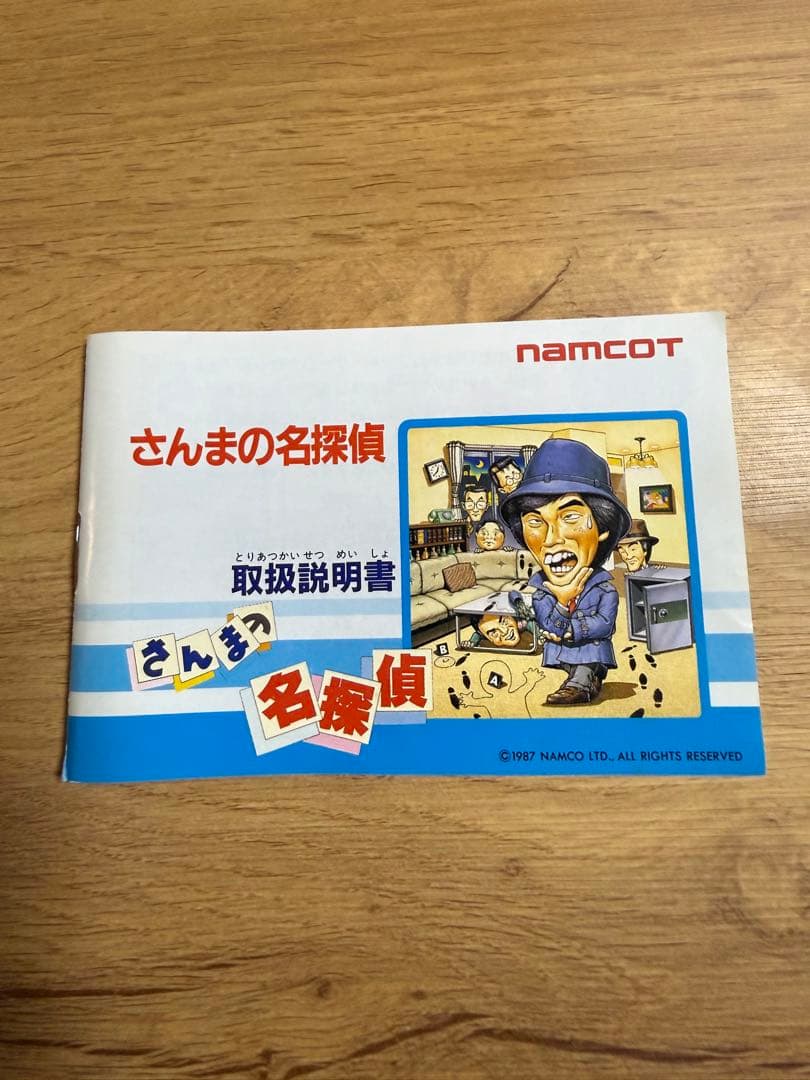 namcoT
さんまの名探偵
とりあつかいせつ めい しょ
取扱説明書
さんまの
名探偵
B
A
©1987 NAMCO LTD., ALL RIGHTS RESERVED